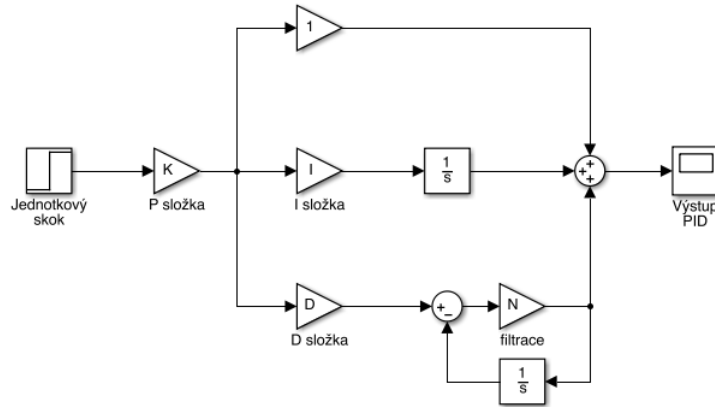 1
Jednotkový
skok
K
P složka
I
I složka
1
s
+
+
+
Výstup
PID
D
D složka
+
−
N
filtrace
1
s